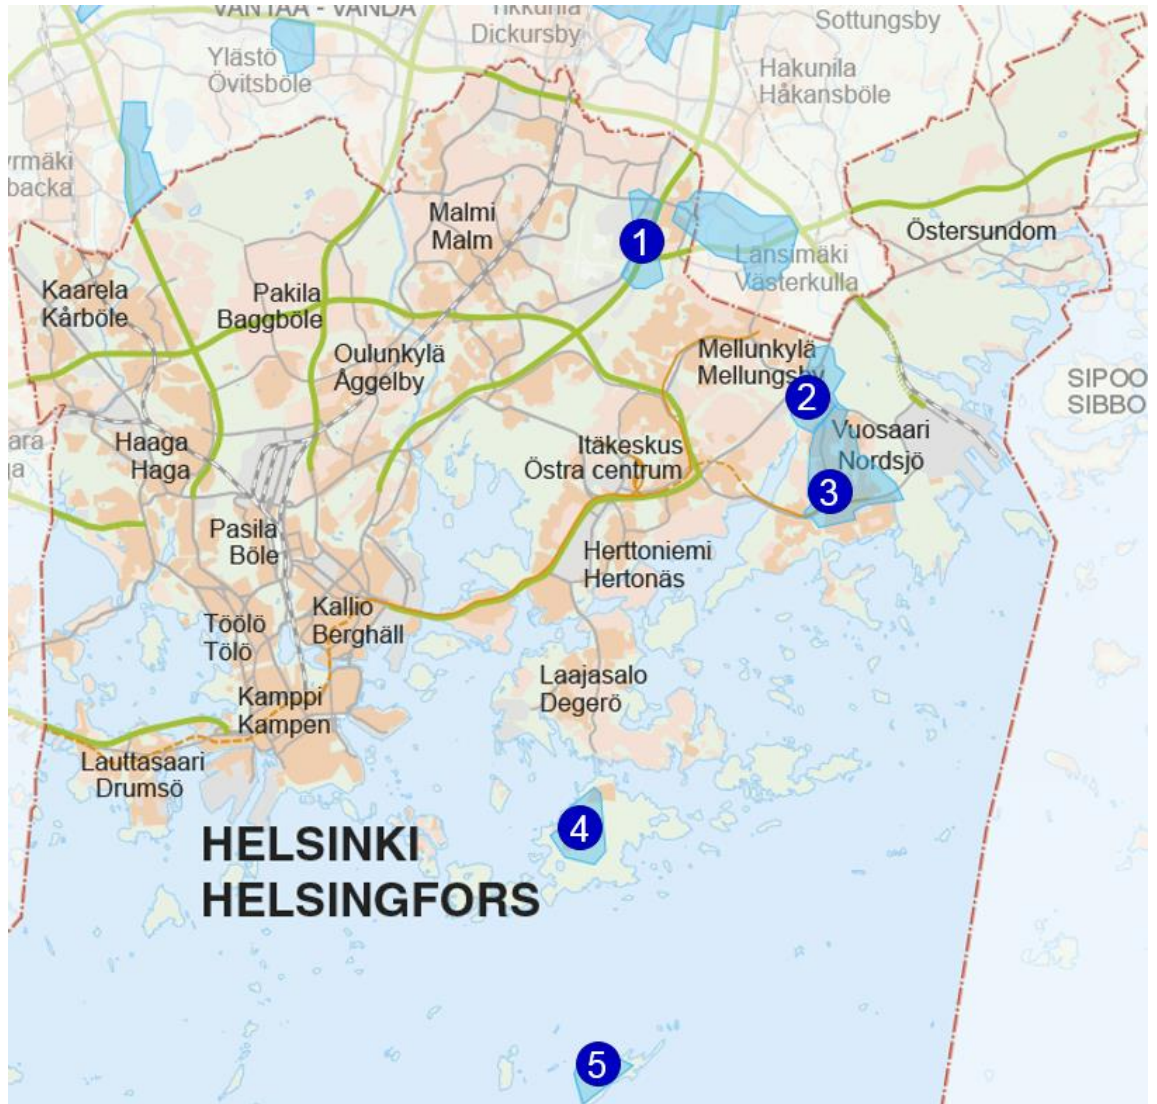 VANTAA - VANDA
Dickursby
Sottungsby
Ylästö
Övitsböle
Hakunila
Håkansböle
Malmi
Malm
1
Östersundom
Länsimäki
Västerkulla
Kaarela
Kårböle
Pakila
Baggböle
Oulunkylä
Åggelby
Mellunkylä
Mellungsby
2
SIPOO
SIBBO
Haaga
Haga
Itäkeskus
Östra centrum
Vuosaari
Nordsjö
3
Pasila
Böle
Herttoniemi
Hertonäs
Kallio
Berghäll
Töölö
Tölö
Laajasalo
Degerö
Kamppi
Kampen
Lauttasaari
Drumsö
4
HELSINKI
HELSINGFORS
5